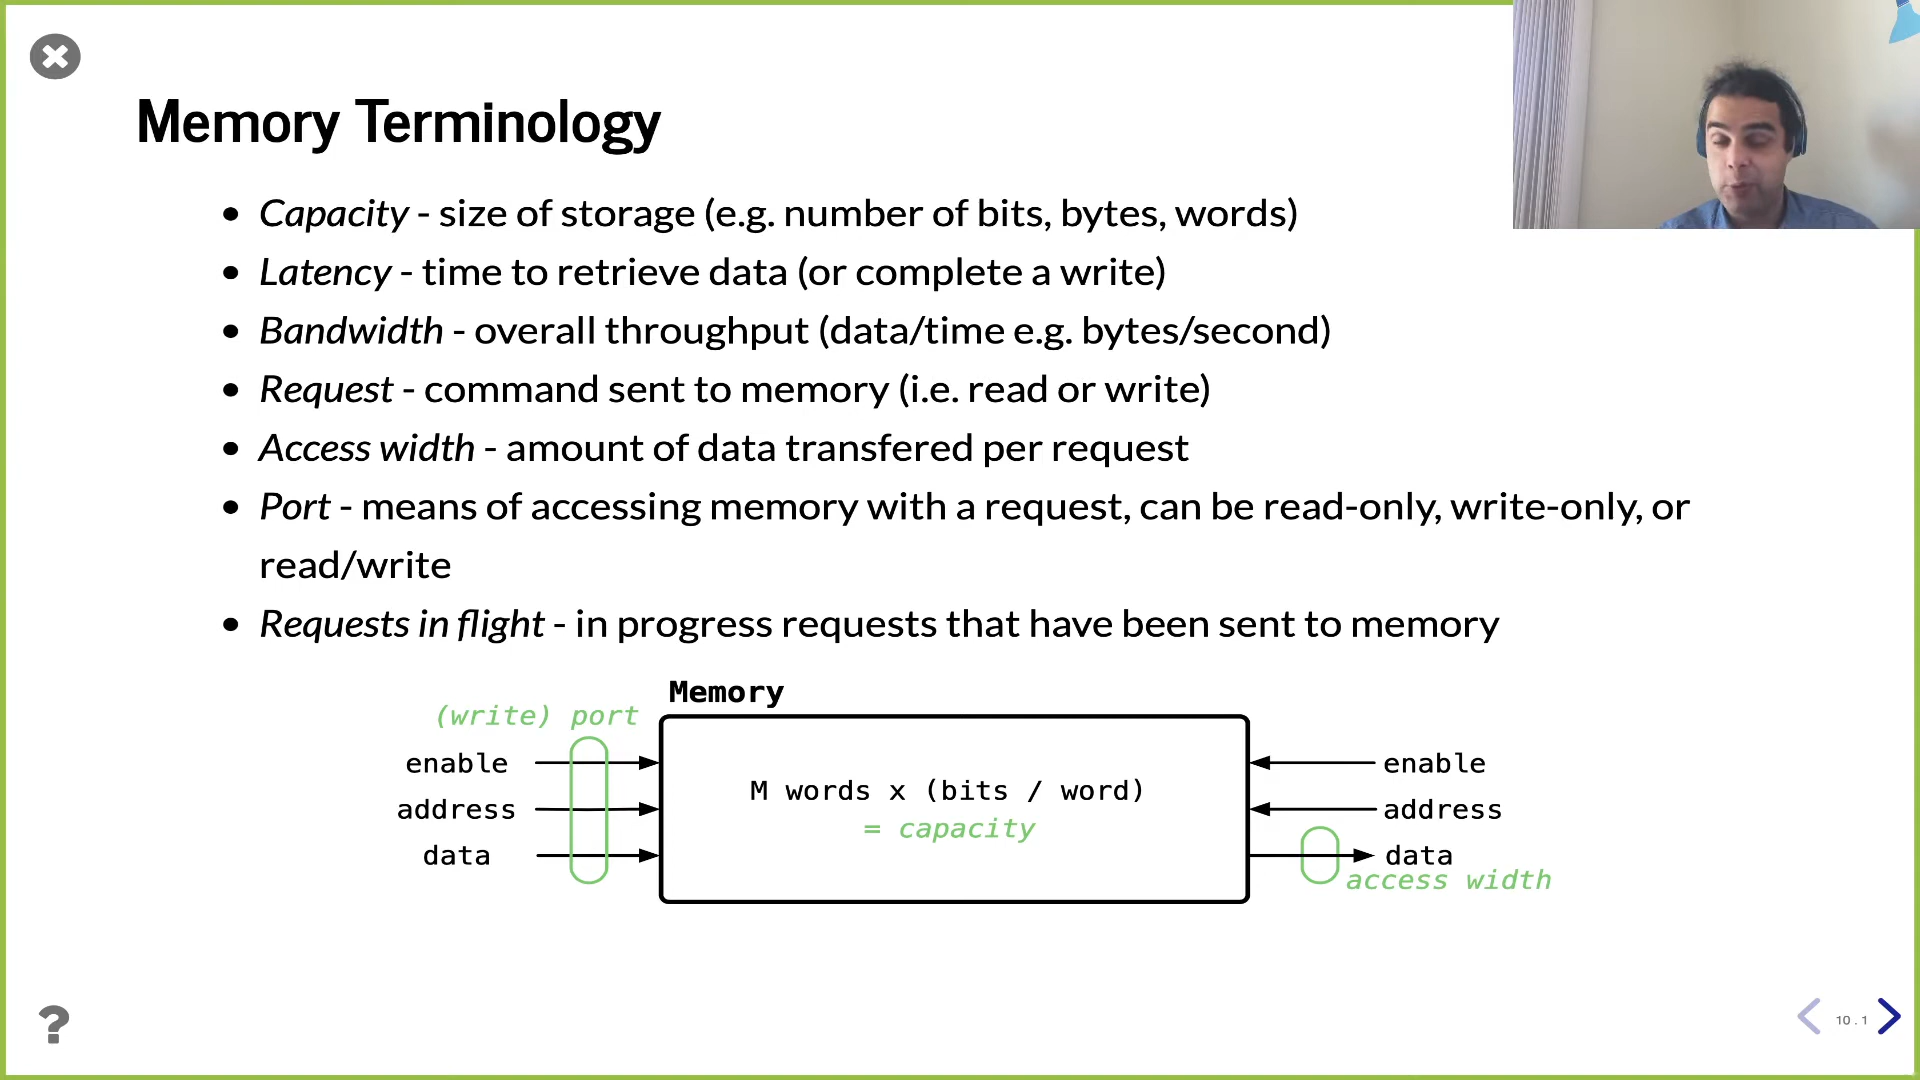 Memory Terminology
Capacity - size of storage (e.g. number of bits, bytes, words)
Latency - time to retrieve data (or complete a write)
Bandwidth - overall throughput (data/time e.g. bytes/second)
Request - command sent to memory (i.e. read or write)
Access width - amount of data transfered per request
Port - means of accessing memory with a request, can be read-only, write-only, or
read/write
Requests in flight - in progress requests that have been sent to memory
Memory
(write) port
enable
address
data
M words x (bits / word)
= capacity
enable
address
data
access width
?
10 . 1